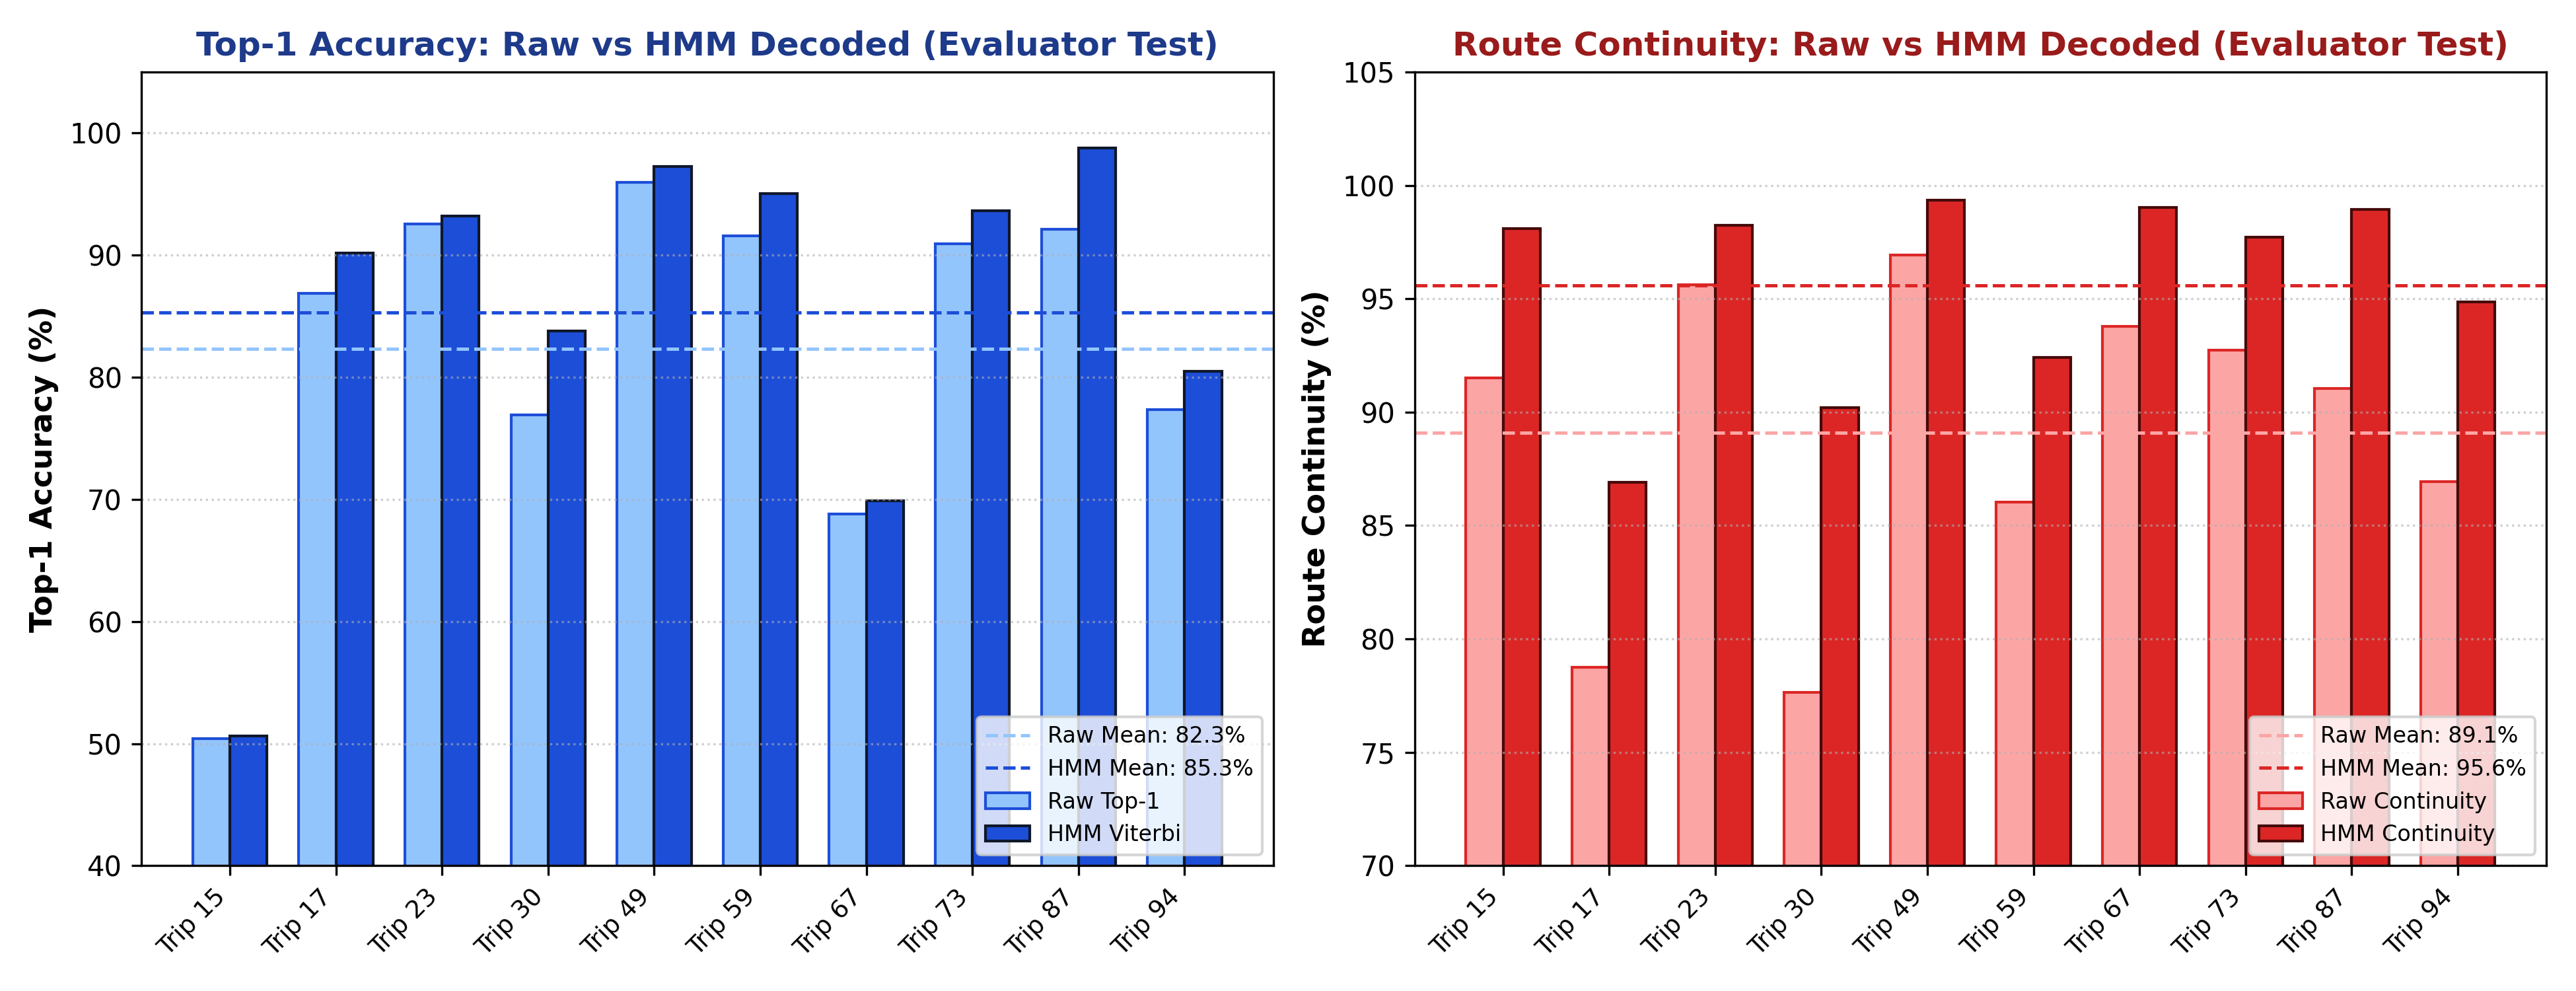 Top-1 Accuracy: Raw vs HMM Decoded (Evaluator Test)
Top-1 Accuracy (%)
100
90
80
70
60
50
40
Trip 15
Trip 17
Trip 23
Trip 30
Trip 49
Trip 59
Trip 67
Trip 73
Trip 87
Trip 94
Raw Mean: 82.3%
HMM Mean: 85.3%
Raw Top-1
HMM Viterbi
Route Continuity: Raw vs HMM Decoded (Evaluator Test)
Route Continuity (%)
105
100
95
90
85
80
75
70
Trip 15
Trip 17
Trip 23
Trip 30
Trip 49
Trip 59
Trip 67
Trip 73
Trip 87
Trip 94
Raw Mean: 89.1%
HMM Mean: 95.6%
Raw Continuity
HMM Continuity